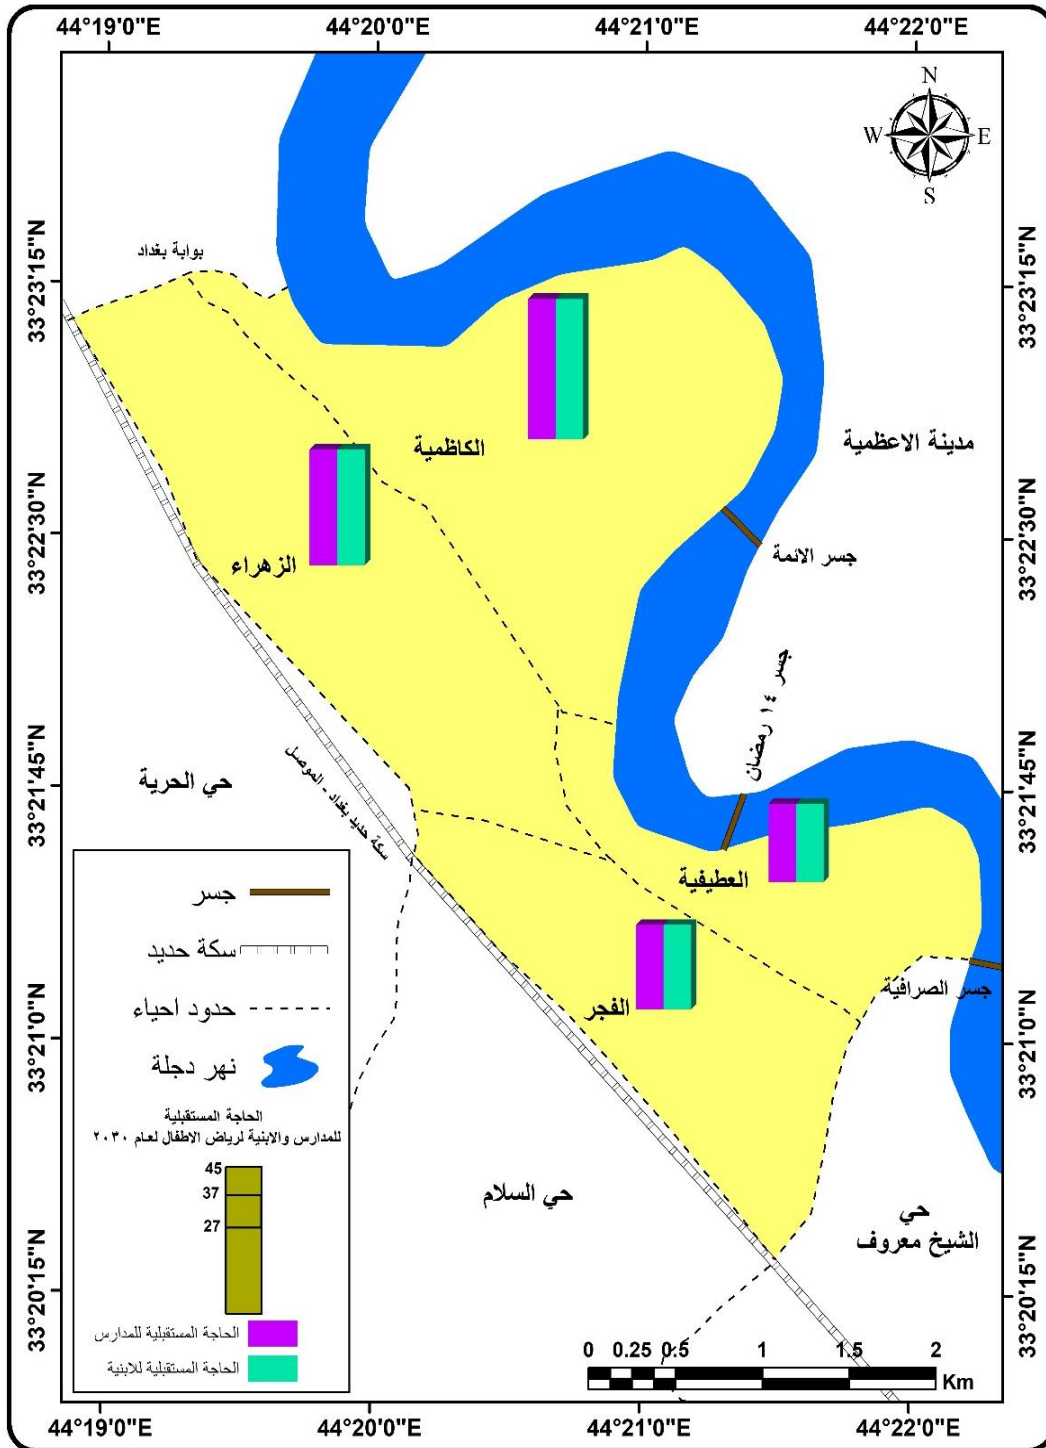 44°19'0"E 44°20'0"E 44°21'0"E 44°22'0"E
N
W E
S
33°23'15"N
33°23'15"N
بوابة بغداد
الكاظمية
مدينة الاعظمية
33°22'30"N
33°22'30"N
جسر الائمة
الزهراء
جسر ١٤ رمضان
33°21'45"N
33°21'45"N
حي الحرية
سكة حديد بغداد - الموصل
العطيفية
جسر الصرافية
الفجر
33°21'0"N
33°21'0"N
حي السلام
حي
الشيخ معروف
33°20'15"N
33°20'15"N
جسر
سكة حديد
حدود احياء
نهر دجلة
الحاجة المستقبلية
للمدارس والابنية لرياض الاطفال لعام ٢٠٣٠
45
37
27
الحاجة المستقبلية للمدارس
الحاجة المستقبلية للابنية
0 0.25 0.5 1 1.5 2
Km
44°19'0"E 44°20'0"E 44°21'0"E 44°22'0"E